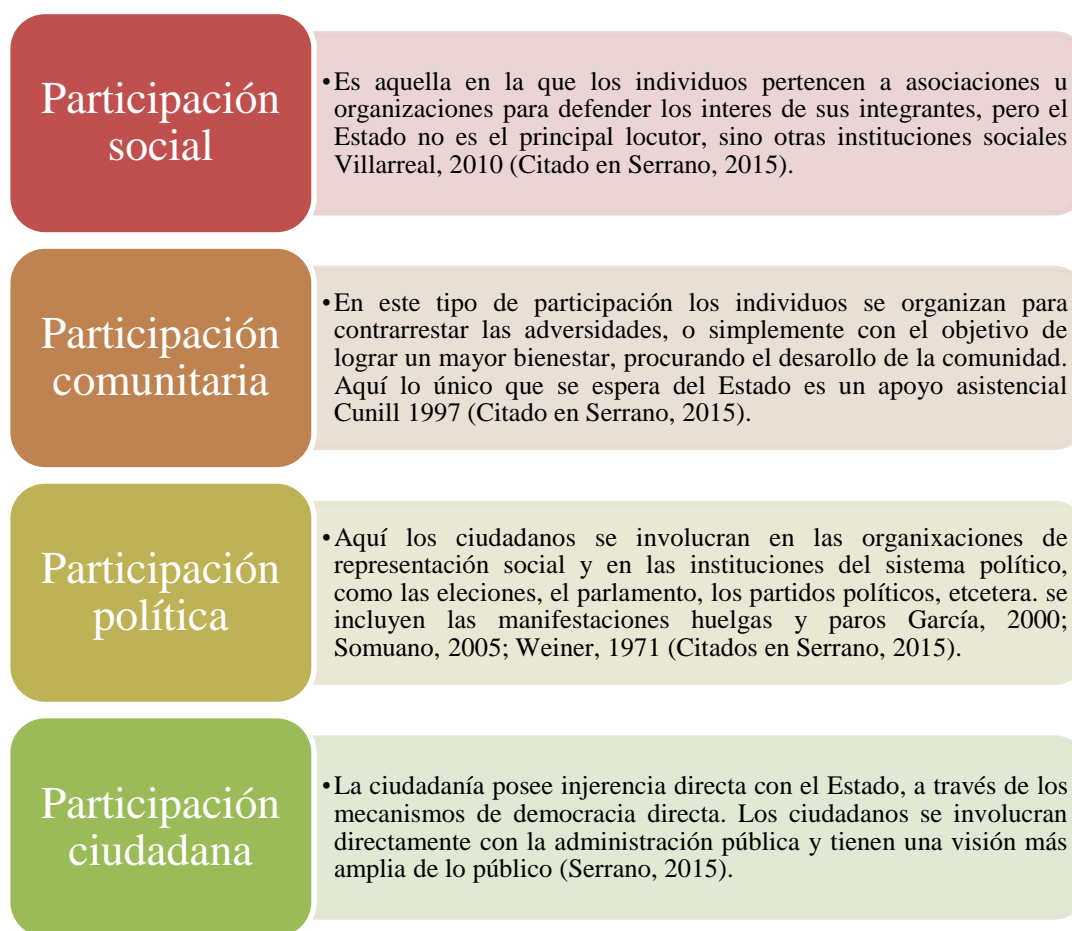 Participación
social
•Es aquella en la que los individuos pertencen a asociaciones u
organizaciones para defender los interes de sus integrantes, pero el
Estado no es el principal locutor, sino otras instituciones sociales
Villarreal, 2010 (Citado en Serrano, 2015).
Participación
comunitaria
•En este tipo de participación los individuos se organizan para
contrarrestar las adversidades, o simplemente con el objetivo de
lograr un mayor bienestar, procurando el desarollo de la comunidad.
Aquí lo único que se espera del Estado es un apoyo asistencial
Cunill 1997 (Citado en Serrano, 2015).
Participación
política
•Aquí los ciudadanos se involucran en las organixaciones de
representación social y en las instituciones del sistema político,
como las eleciones, el parlamento, los partidos políticos, etcetera. se
incluyen las manifestaciones huelgas y paros García, 2000;
Somuano, 2005; Weiner, 1971 (Citados en Serrano, 2015).
Participación
ciudadana
•La ciudadanía posee injerencia directa con el Estado, a través de los
mecanismos de democracia directa. Los ciudadanos se involucran
directamente con la administración pública y tienen una visión más
amplia de lo público (Serrano, 2015).